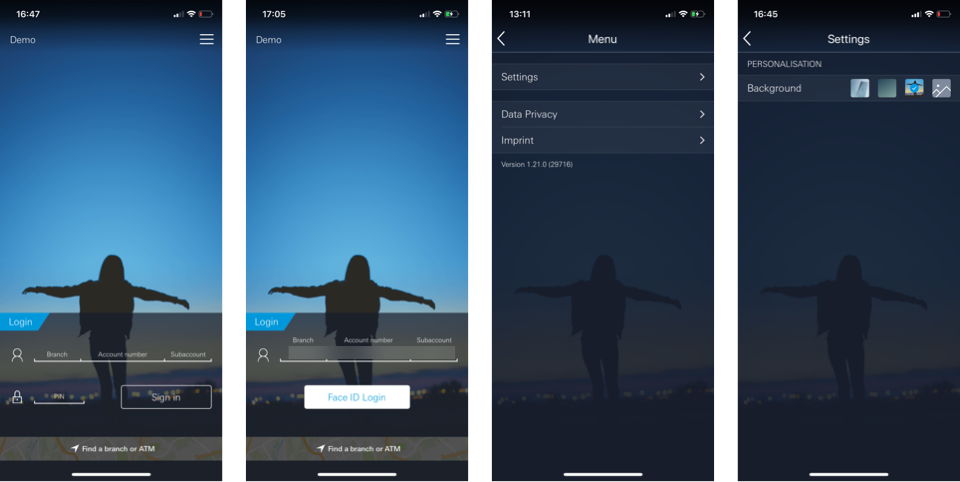 16:47
Demo
Login
Branch Account number Subaccount
PIN
Sign in
Find a branch or ATM
17:05
Demo
Login
Branch Account number Subaccount
Face ID Login
Find a branch or ATM
13:11
Menu
Settings
Data Privacy
Imprint
Version 1.21.0 (29716)
16:45
Settings
PERSONALISATION
Background